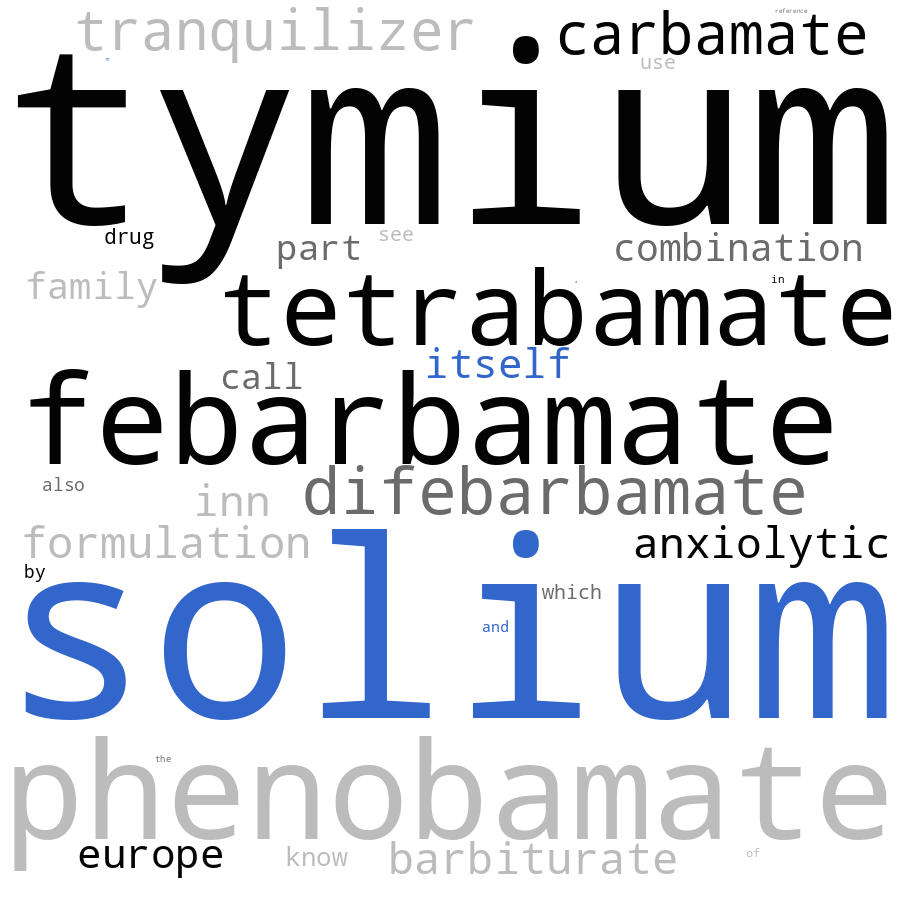 reference
tranquilizer
carbamate
use
tymium
drug
part
see
combination
family
in
tetrabamate
itself
call
febarbamate
also
inn
difebarbamate
formulation
anxiolytic
by
solium
which
and
the
phenobamate
europe
know
barbiturate
of